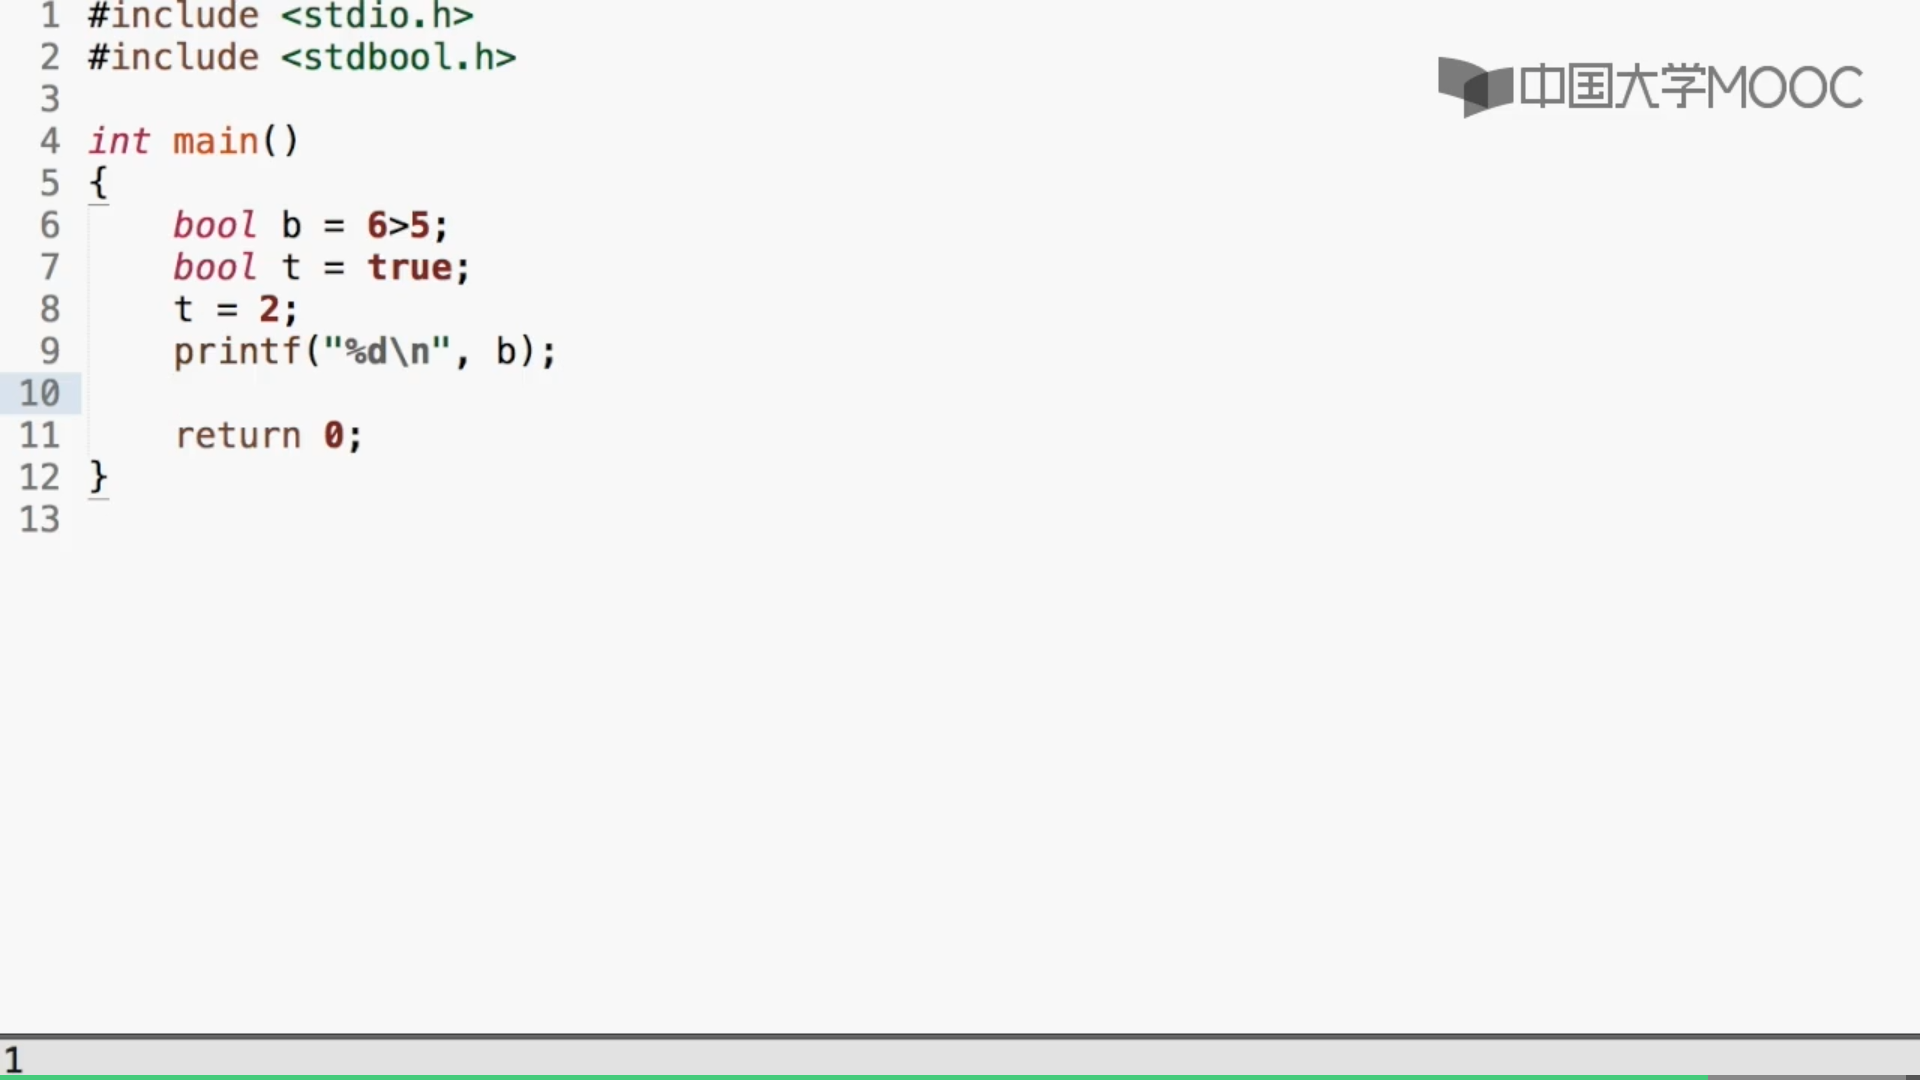 1 #include <stdio.h>
2 #include <stdbool.h>
3
4 int main()
5 {
6     bool b = 6>5;
7     bool t = true;
8     t = 2;
9     printf("%d\n", b);
10
11     return 0;
12 }
13
中国大学MOOC
1